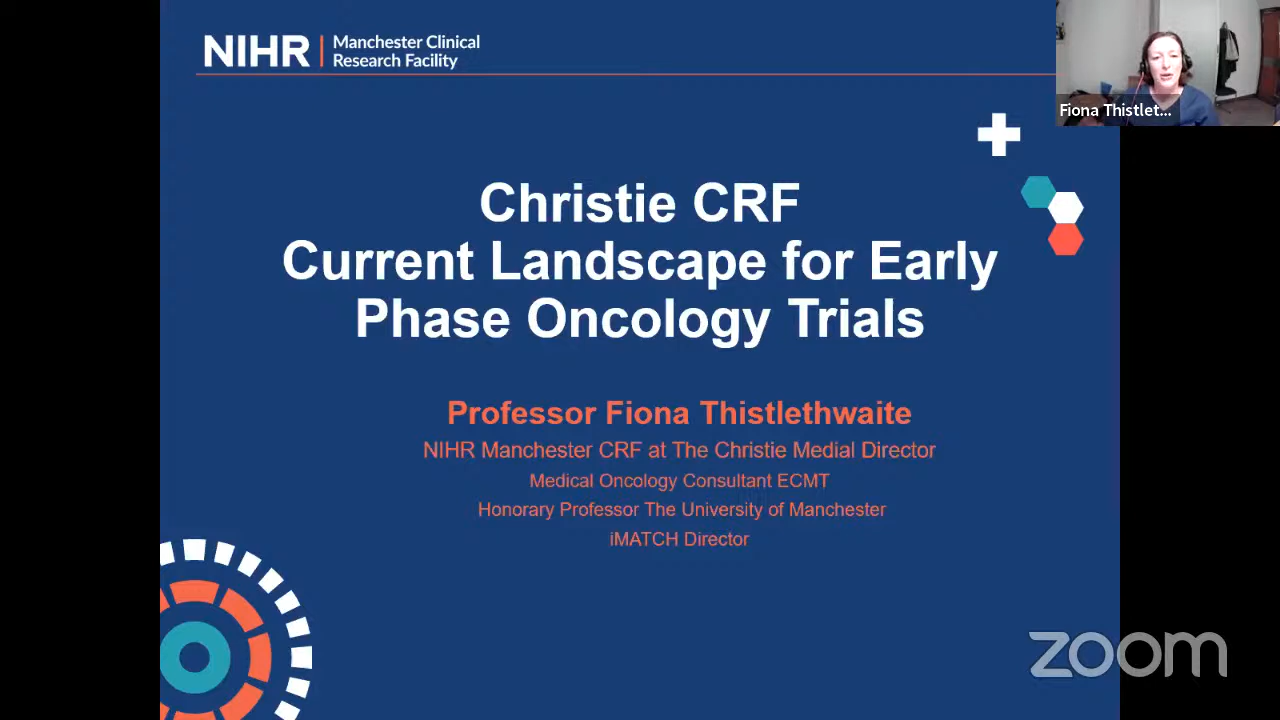 NIHR | Manchester Clinical
Research Facility
Fiona Thistlet...
Christie CRF
Current Landscape for Early
Phase Oncology Trials
Professor Fiona Thistlethwaite
NIHR Manchester CRF at The Christie Medial Director
Medical Oncology Consultant ECMT
Honorary Professor The University of Manchester
iMATCH Director
zoom